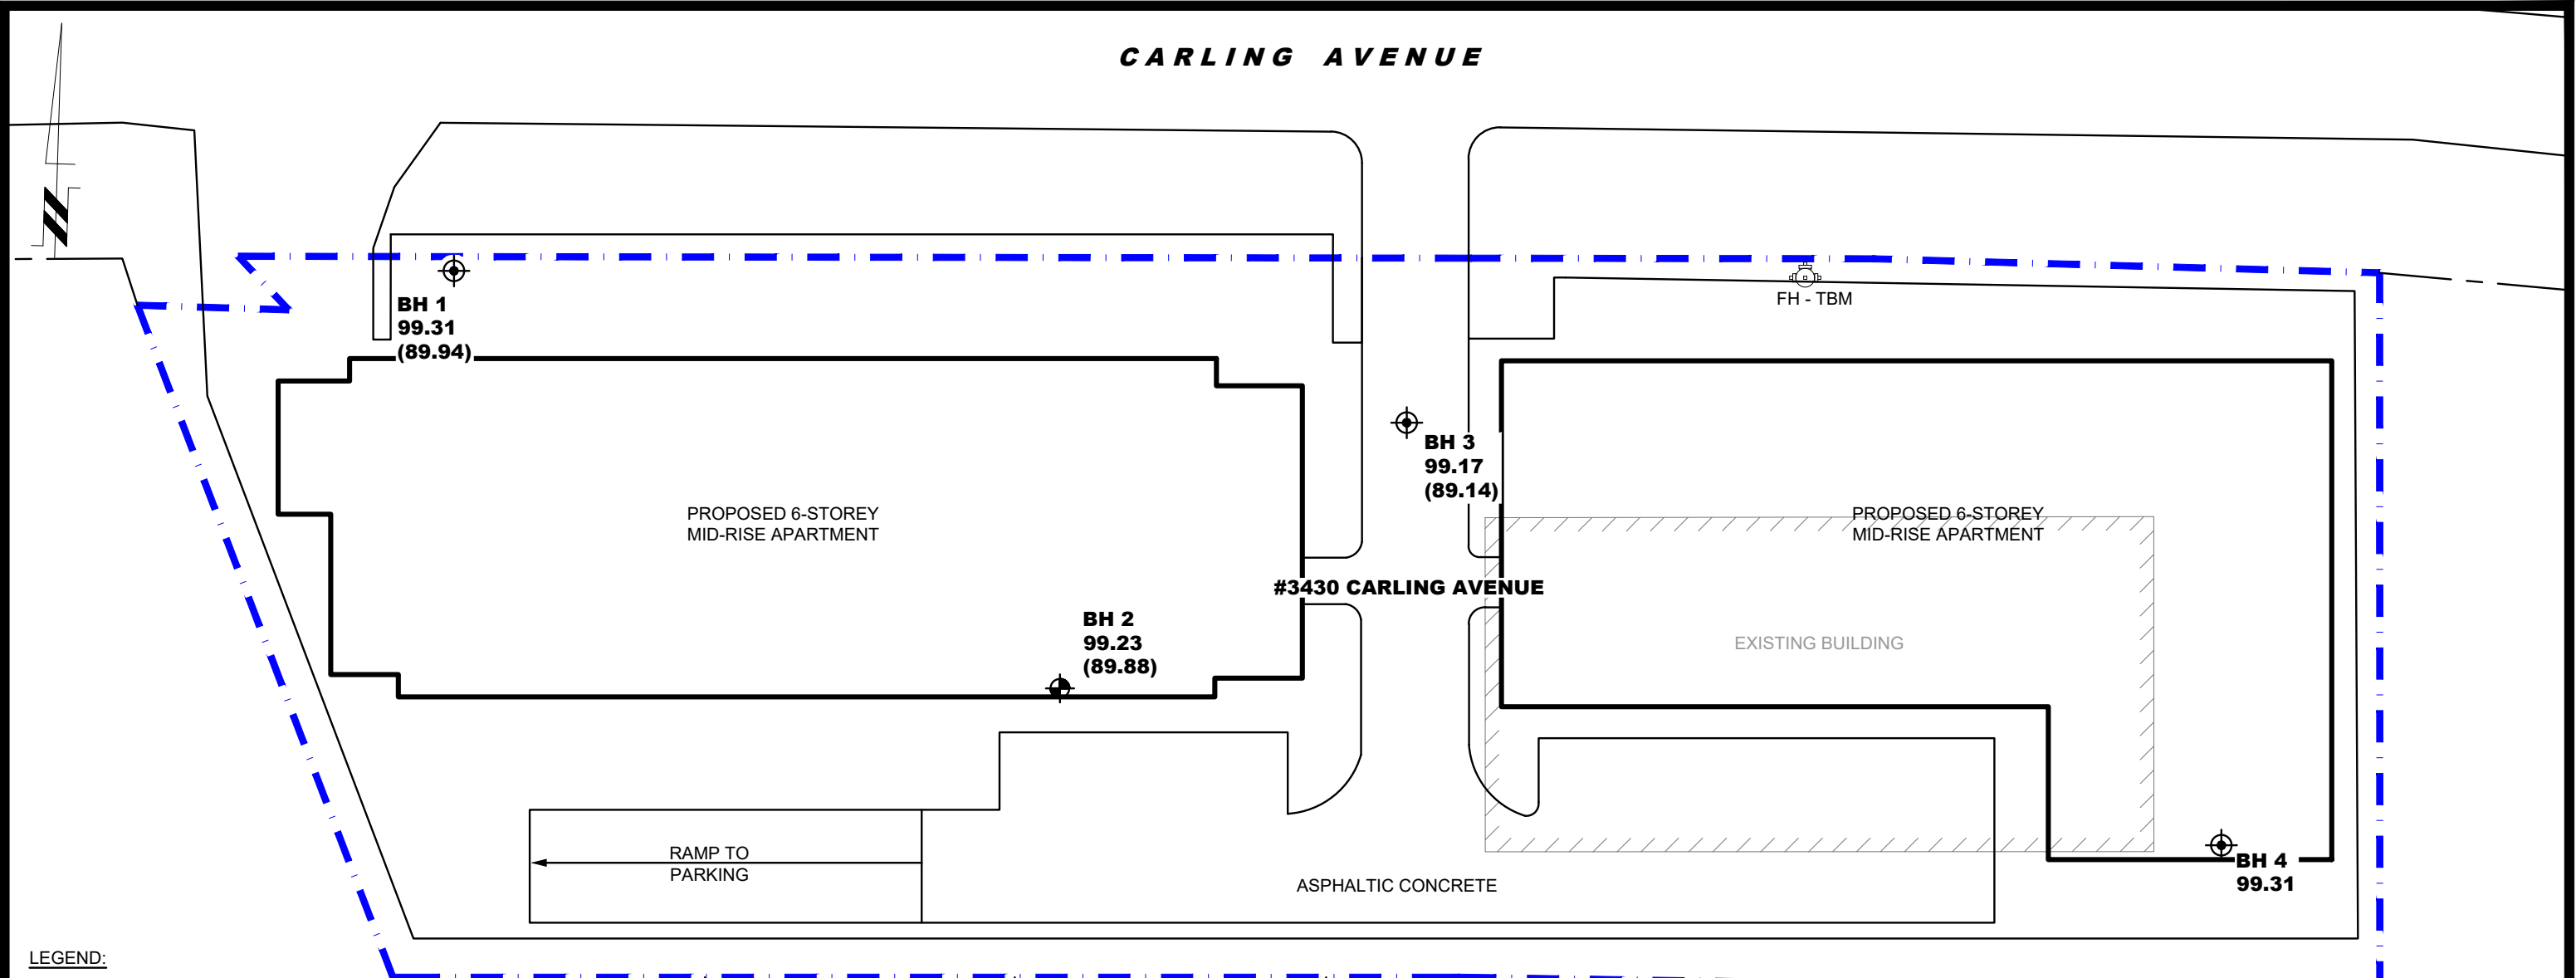 CARLING AVENUE
BH 1
99.31
(89.94)
FH - TBM
BH 3
99.17
(89.14)
PROPOSED 6-STOREY
MID-RISE APARTMENT
PROPOSED 6-STOREY
MID-RISE APARTMENT
#3430 CARLING AVENUE
BH 2
99.23
(89.88)
EXISTING BUILDING
RAMP TO
PARKING
ASPHALTIC CONCRETE
BH 4
99.31
LEGEND: